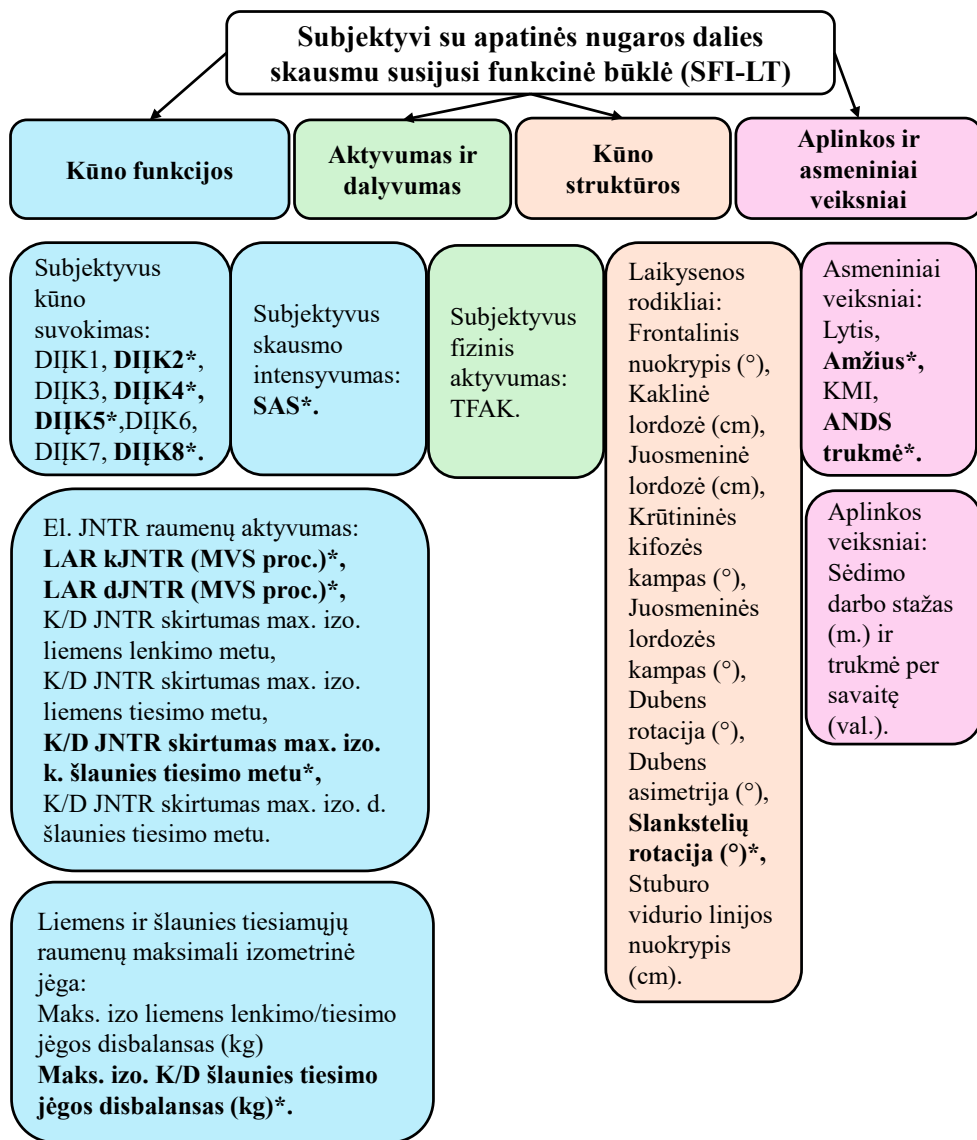 Subjektyvi su apatinės nugaros dalies
skausmu susijusi funkcinė būklė (SFI-LT)
Kūno funkcijos
Aktyvumas ir
dalyvumas
Kūno
struktūros
Aplinkos ir
asmeniniai
veiksniai
Subjektyvus
kūno
suvokimas:
DIĮK1, DIĮK2*,
DIĮK3, DIĮK4*,
DIĮK5*,DIĮK6,
DIĮK7, DIĮK8*.
Subjektyvus
skausmo
intensyvumas:
SAS*.
Subjektyvus
fizinis
aktyvumas:
TFAK.
Laikysenos
rodikliai:
Frontalinis
nuokrypis (°),
Kaklinė
lordozė (cm),
Juosmeninė
lordozė (cm),
Krūtininės
kifozės
kampas (°),
Juosmeninės
lordozės
kampas (°),
Dubens
rotacija (°),
Dubens
asimetrija (°),
Slankstelių
rotacija (°)*,
Stuburo
vidurio linijos
nuokrypis
(cm).
Asmeniniai
veiksniai:
Lytis,
Amžius*,
KMI,
ANDS
trukmė*.
Aplinkos
veiksniai:
Sėdimo
darbo stažas
(m.) ir
trukmė per
savaitę
(val.).
El. JNTR raumenų aktyvumas:
LAR kJNTR (MVS proc.)*,
LAR dJNTR (MVS proc.)*,
K/D JNTR skirtumas max. izo.
liemens lenkimo metu,
K/D JNTR skirtumas max. izo.
liemens tiesimo metu,
K/D JNTR skirtumas max. izo.
k. šlaunies tiesimo metu*,
K/D JNTR skirtumas max. izo. d.
šlaunies tiesimo metu.
Liemens ir šlaunies tiesiamųjų
raumenų maksimali izometrinė
jėga:
Maks. izo liemens lenkimo/tiesimo
jėgos disbalansas (kg)
Maks. izo. K/D šlaunies tiesimo
jėgos disbalansas (kg)*.